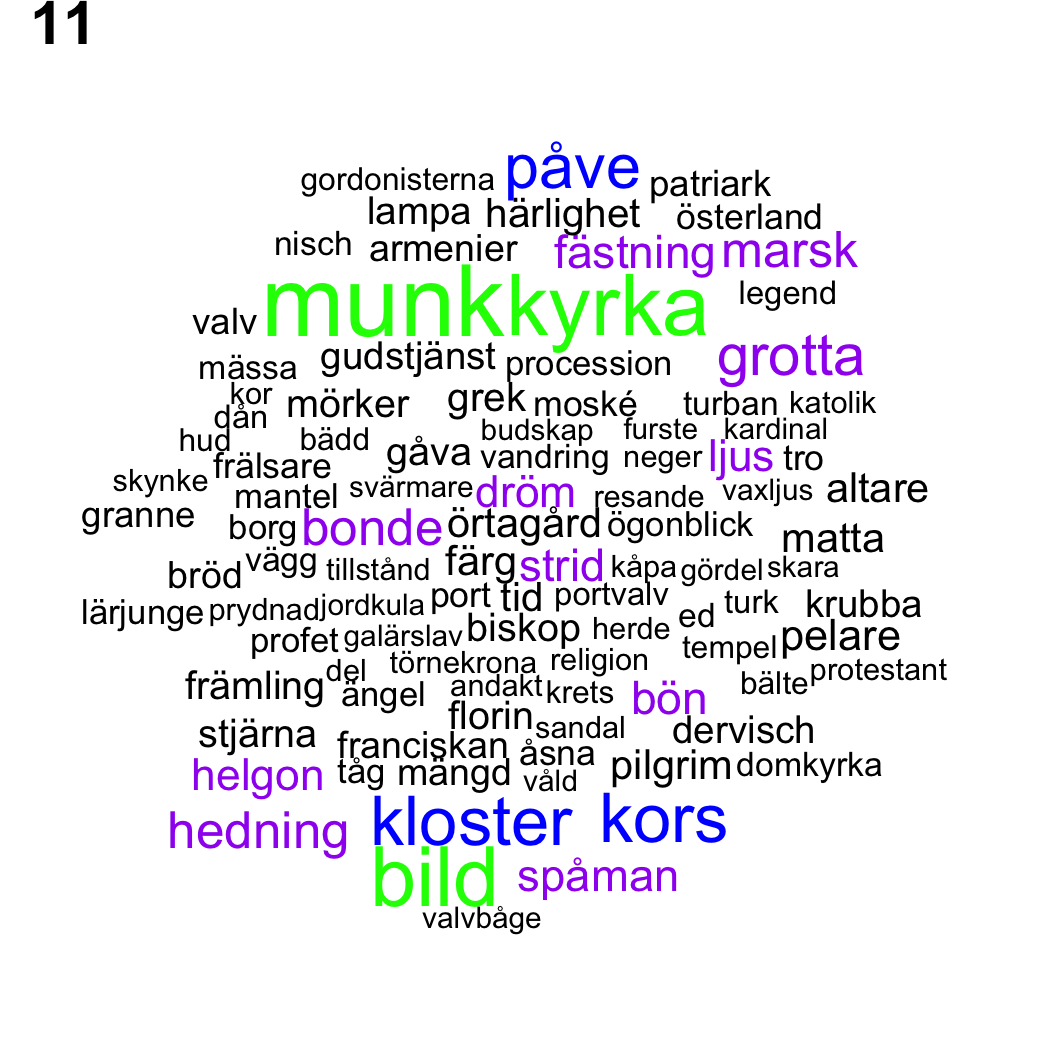 11
gordonisterna påve patriark
lampa härlighet österland
nisch armenier fästning marsk
munk kyrka legend
valv
mässa gudstjänst procession grotta
kor mörker grek moské turban katolik
dån
hud bädd gåva budskap furste kardinal
frälsare vandring neger ljus tro
skynke mantel svärmare dröm resande vaxljus altare
granne borg bonde örtagård ögonblick matta
bröd vägg tillstånd färg strid kåpa gördel skara
lärjunge prydnad jordkula port tid portvalv ed turk krubba
profet galärslav biskop herde tempel pelare
främling del törnekrona religion bälte protestant
ängel andakt krets bön
stjärna florin sandal dervisch
franciskan åsna
helgon tåg mängd våld pilgrim domkyrka
hedning kloster kors
bild spåman
valvbåge